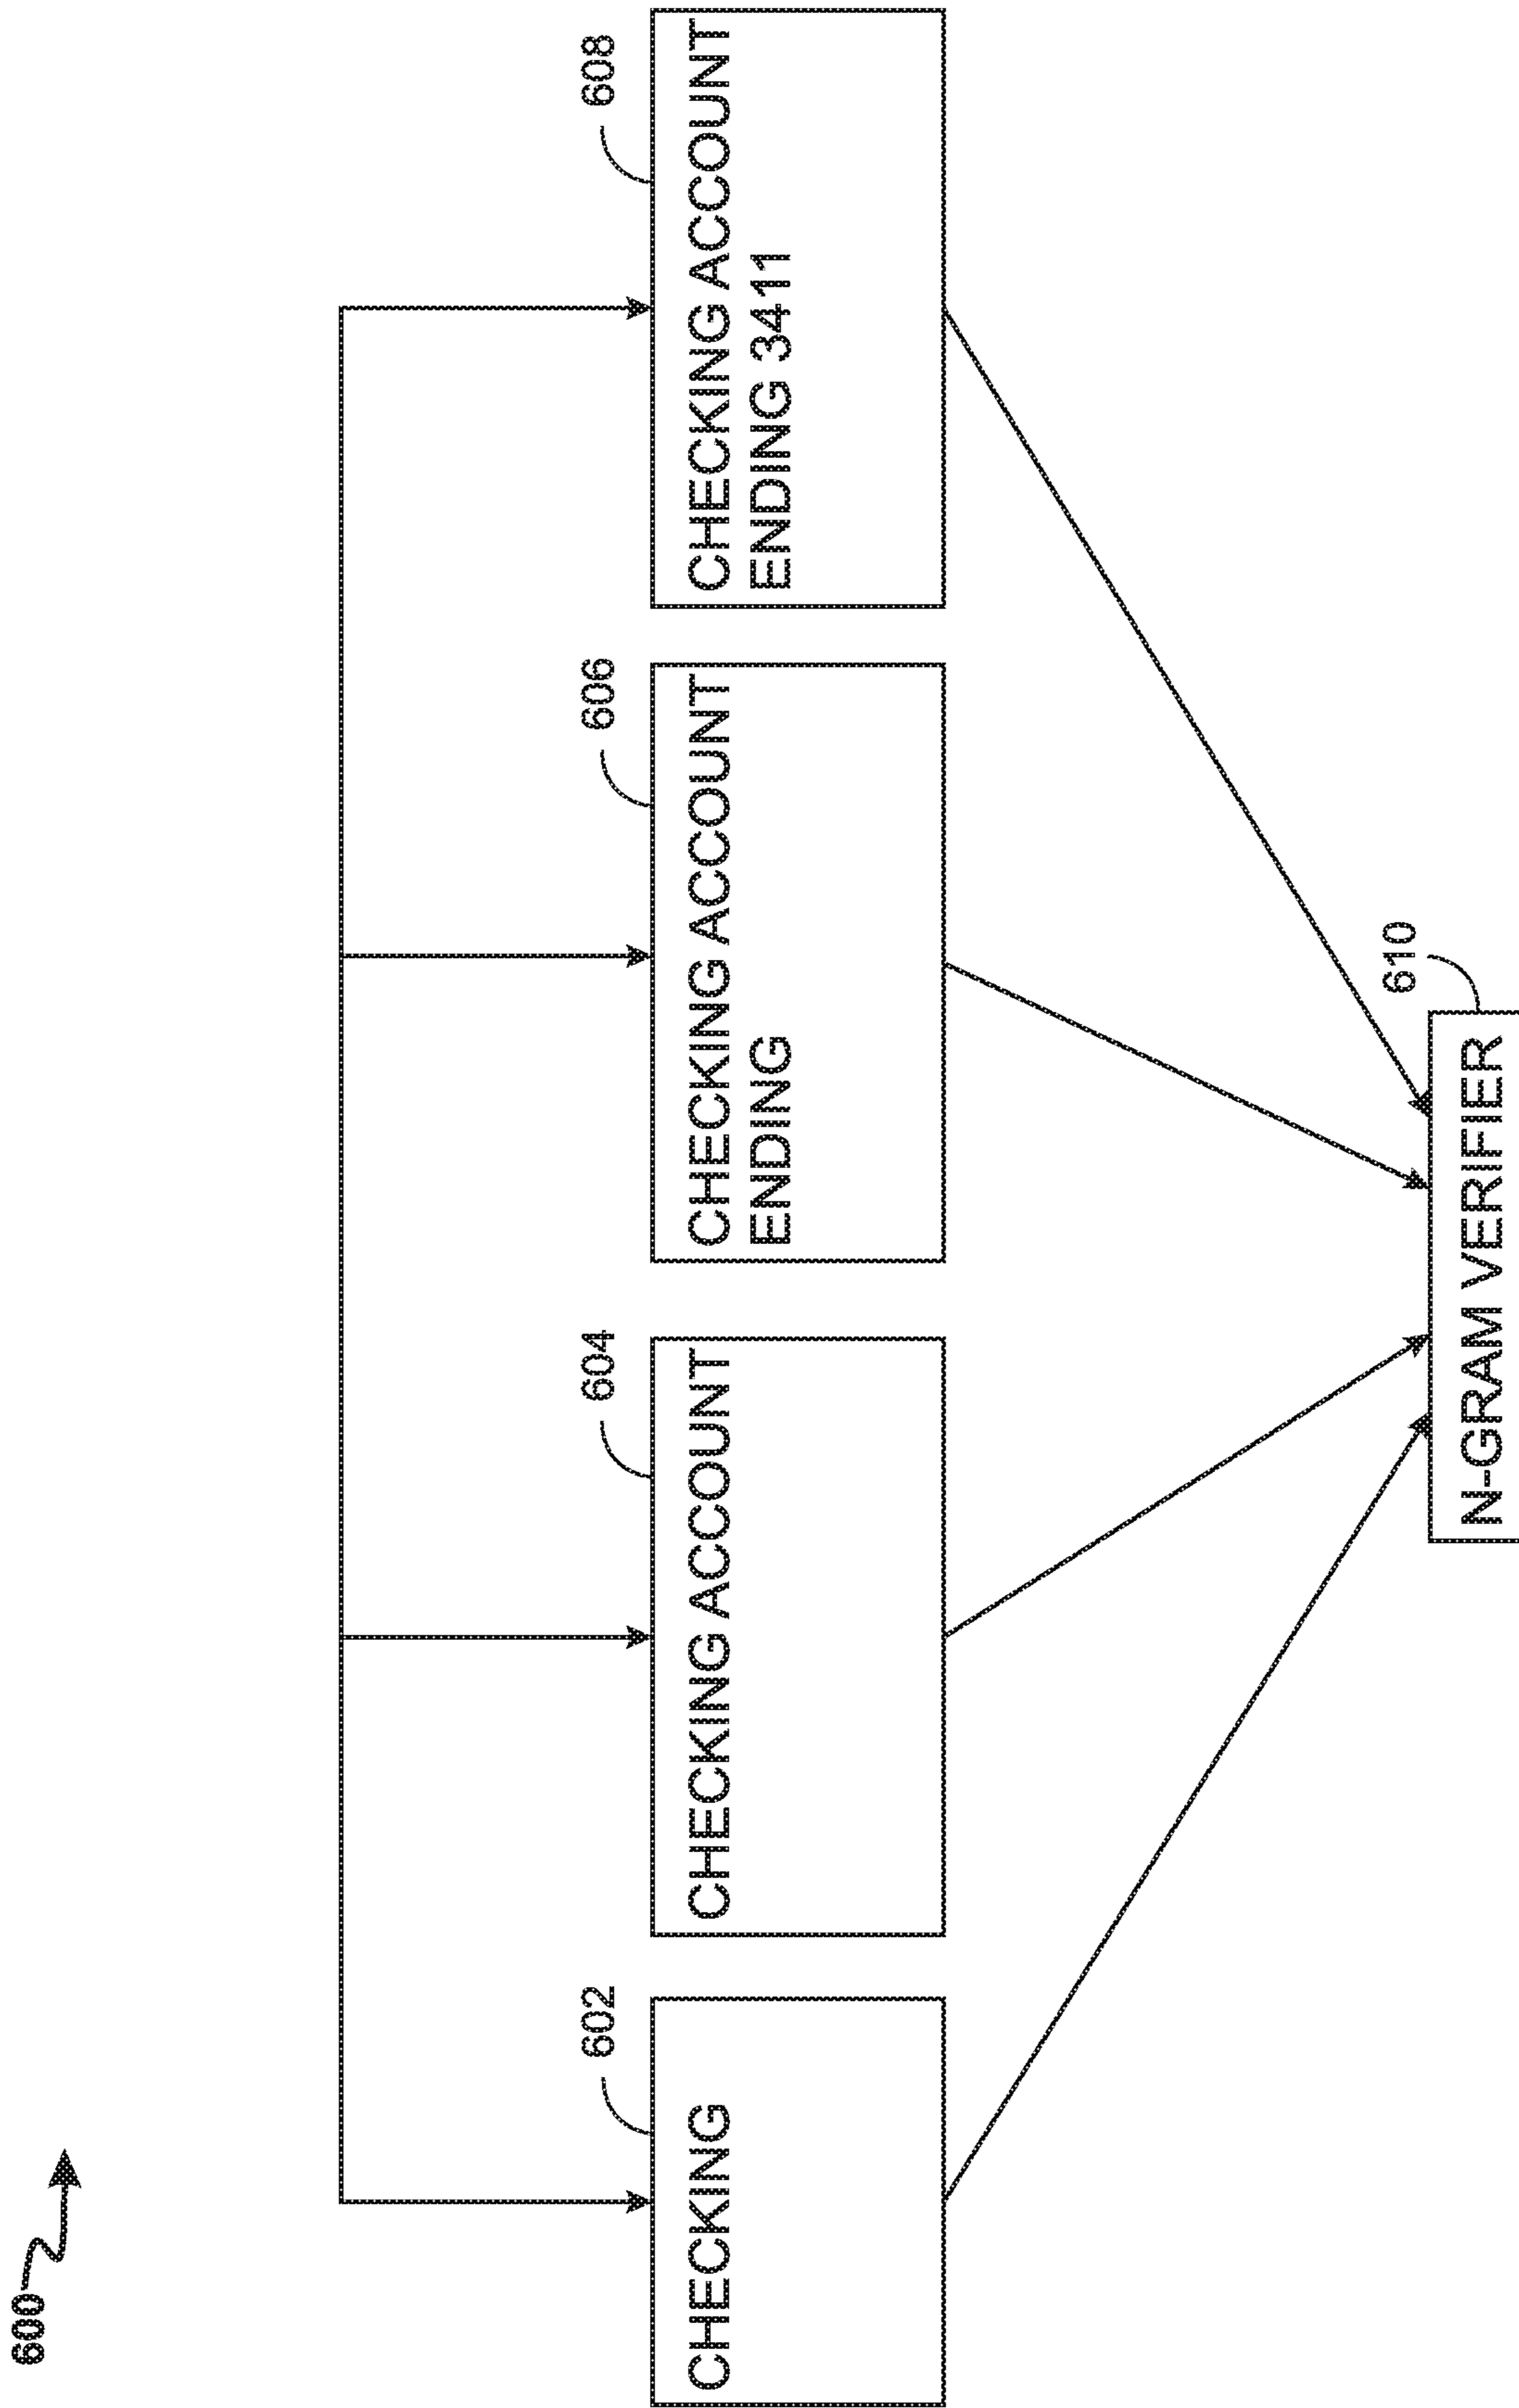 600
602
CHECKING
604
CHECKING ACCOUNT
606
CHECKING ACCOUNT
ENDING
608
CHECKING ACCOUNT
ENDING 3411
610
N-GRAM VERIFIER